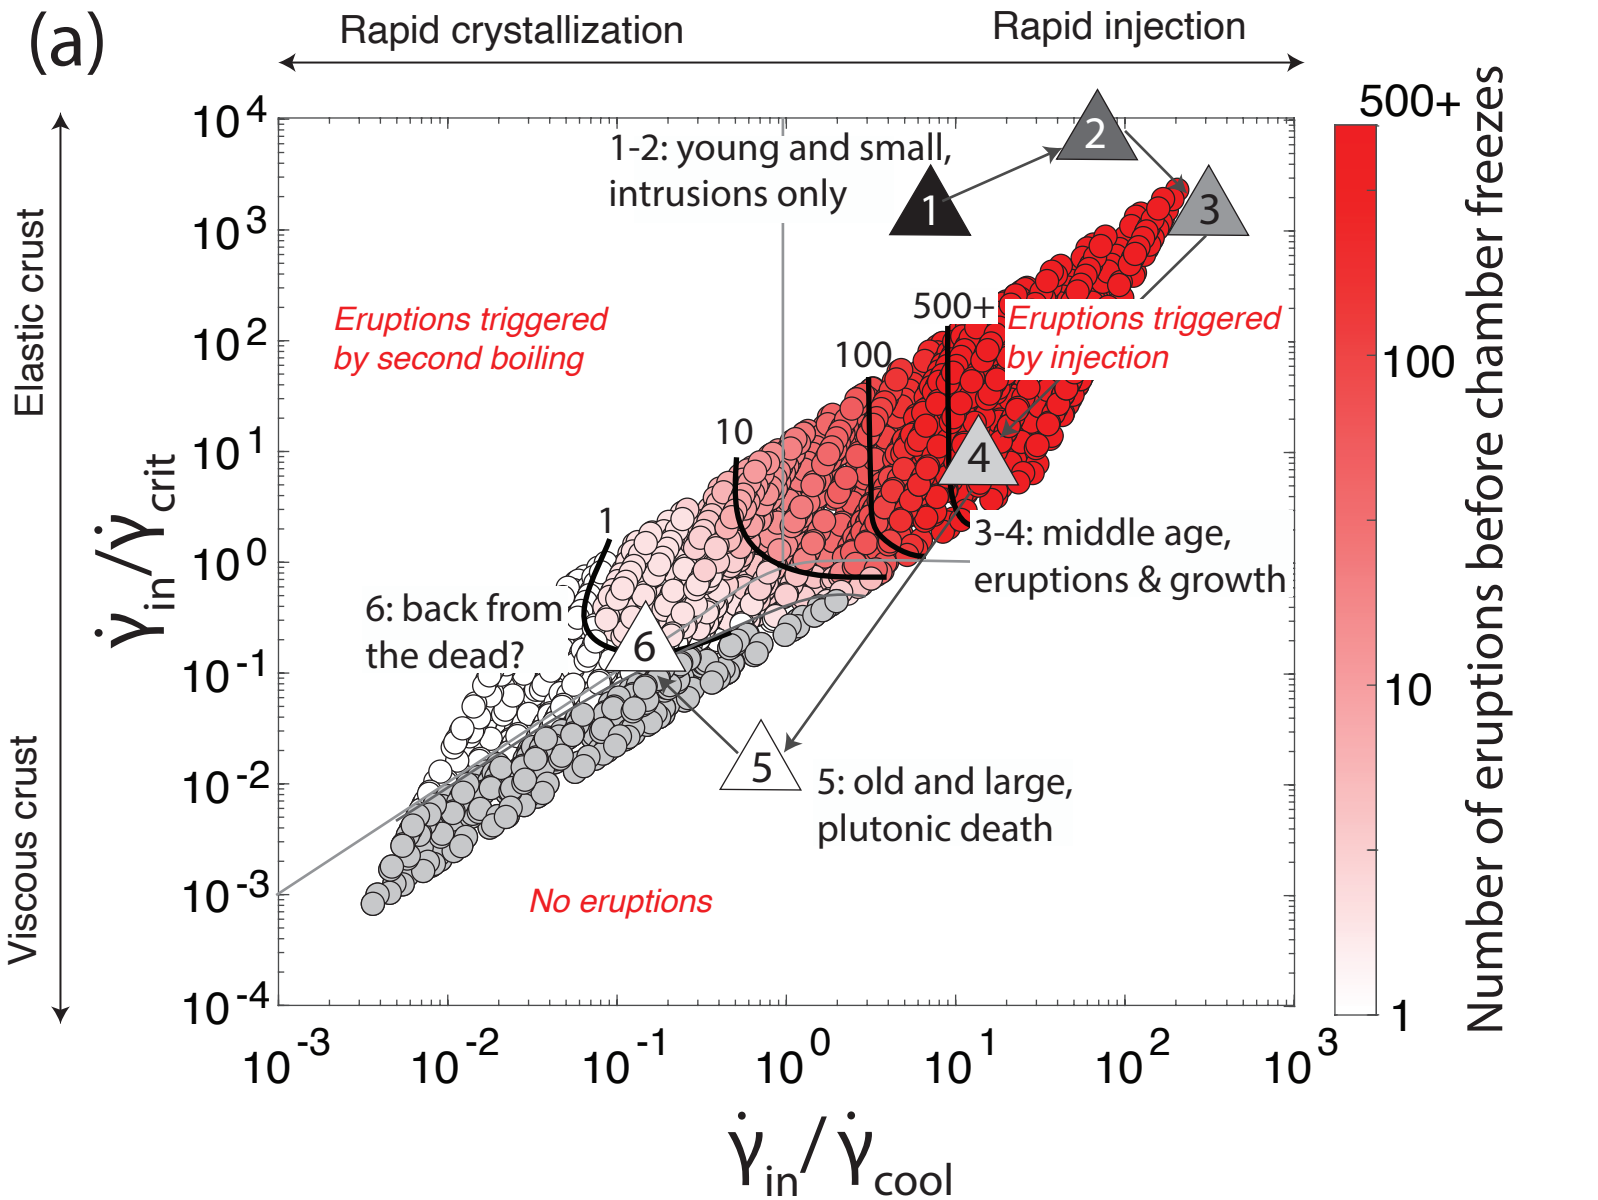 (a)
Rapid crystallization
Rapid injection
Elastic crust
Viscous crust
γ̇in/γ̇crit
10^4
10^3
10^2
10^1
10^0
10^-1
10^-2
10^-3
10^-4
1-2: young and small,
intrusions only
1
2
3
Eruptions triggered
by second boiling
500+
Eruptions triggered
by injection
100
10
4
1
3-4: middle age,
eruptions & growth
6: back from
the dead?
6
5
5: old and large,
plutonic death
No eruptions
10^-3
10^-2
10^-1
10^0
10^1
10^2
10^3
γ̇in/γ̇cool
500+
100
10
1
Number of eruptions before chamber freezes